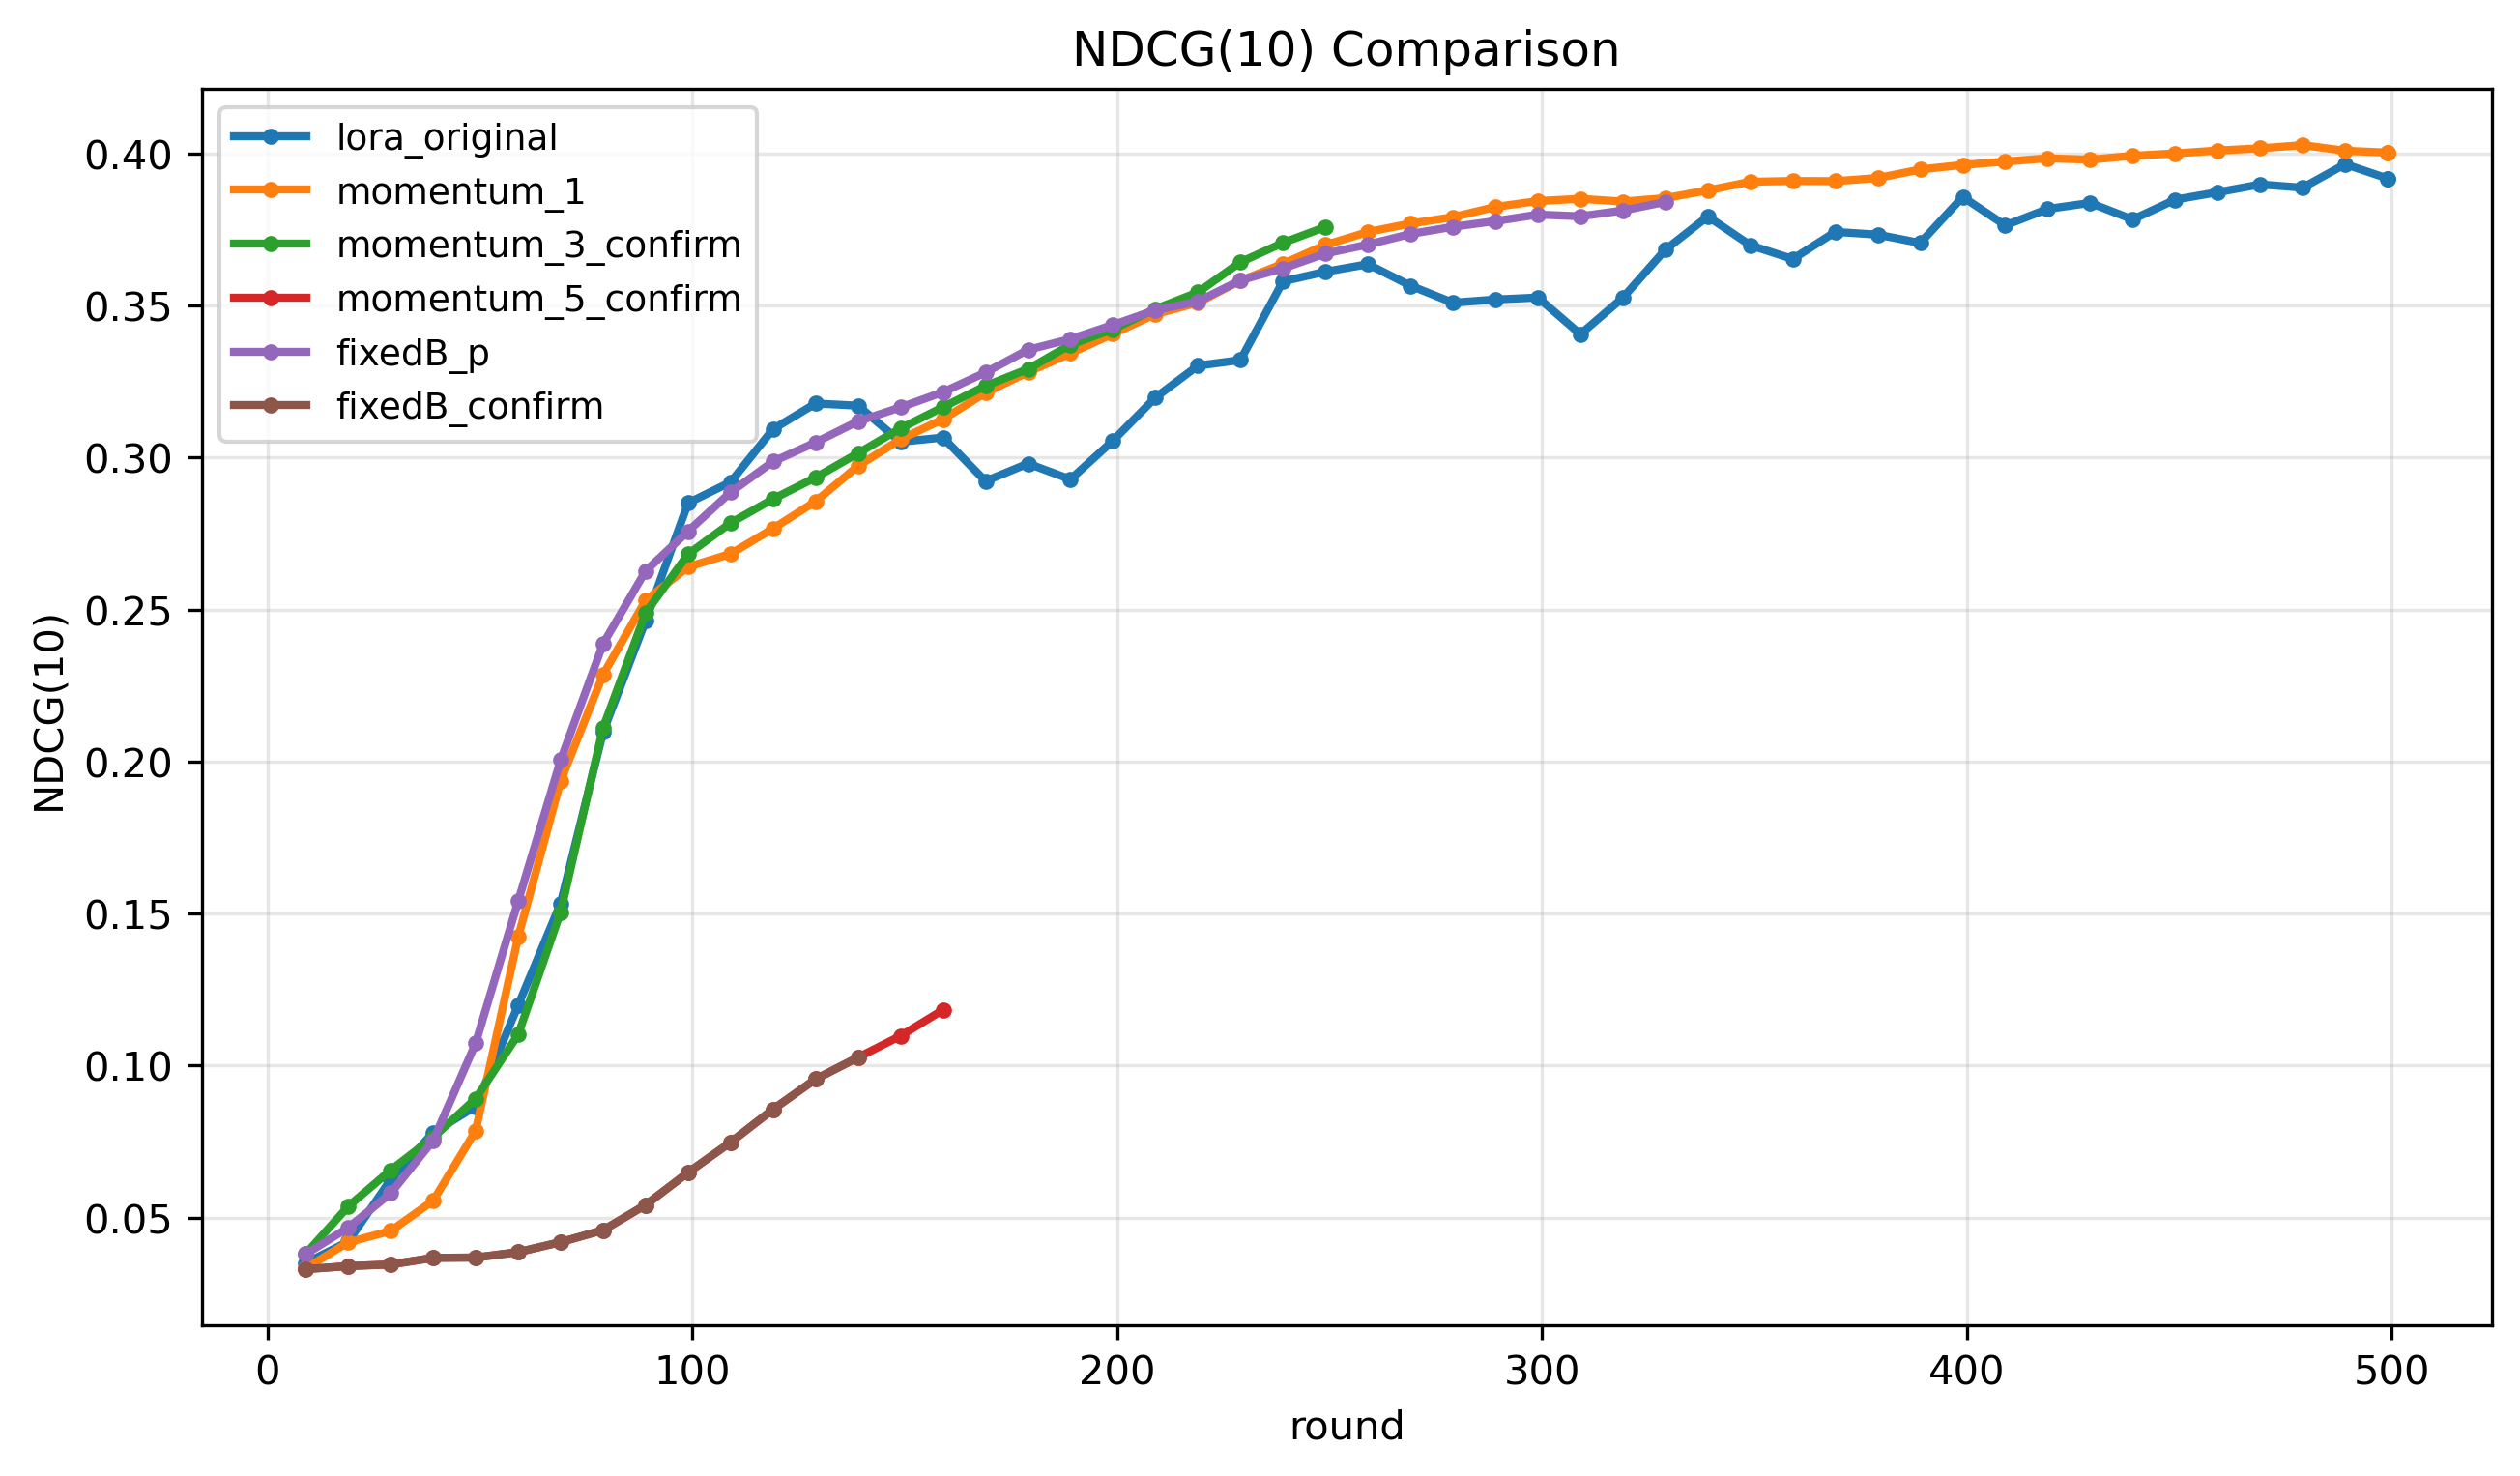 NDCG(10) Comparison
lora_original
momentum_1
momentum_3_confirm
momentum_5_confirm
fixedB_p
fixedB_confirm
NDCG(10)
0.40
0.35
0.30
0.25
0.20
0.15
0.10
0.05
0 100 200 300 400 500
round